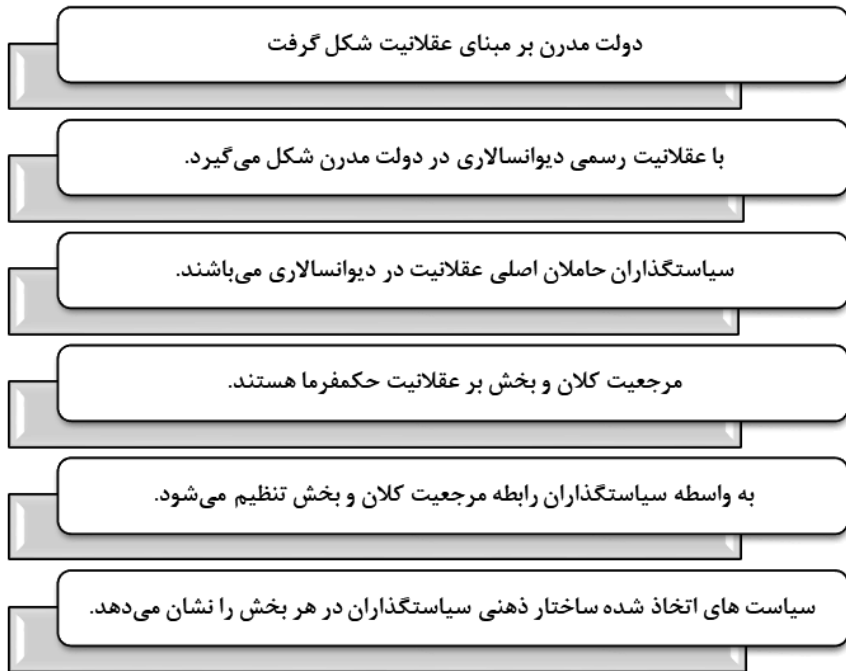 دولت مدرن بر مبنای عقلانیت شکل گرفت
با عقلانیت رسمی دیوانسالاری در دولت مدرن شکل می‌گیرد.
سیاستگذاران حاملان اصلی عقلانیت در دیوانسالاری می‌باشند.
مرجعیت کلان و بخش بر عقلانیت حکمفرما هستند.
به واسطه سیاستگذاران رابطه مرجعیت کلان و بخش تنظیم می‌شود.
سیاست های اتخاذ شده ساختار ذهنی سیاستگذاران در هر بخش را نشان می‌دهد.